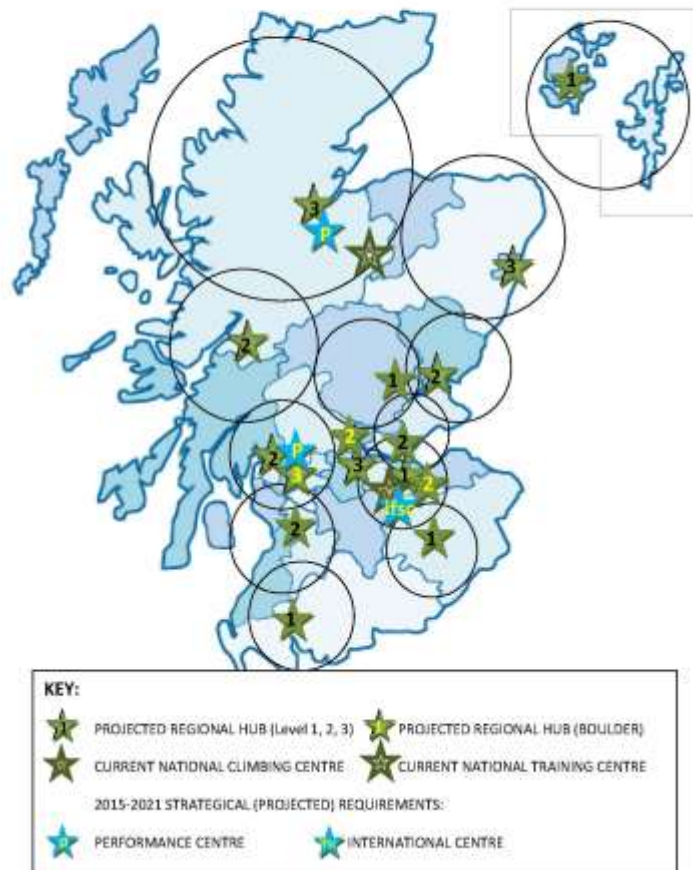 1
3
P
3
2
1
2
2
2
P
2
3
3
1
2
ifsc
2
1
1
KEY:
1 PROJECTED REGIONAL HUB (Level 1, 2, 3)
PROJECTED REGIONAL HUB (BOULDER)
CURRENT NATIONAL CLIMBING CENTRE
CURRENT NATIONAL TRAINING CENTRE
2015-2021 STRATEGICAL (PROJECTED) REQUIREMENTS:
P PERFORMANCE CENTRE
INTERNATIONAL CENTRE